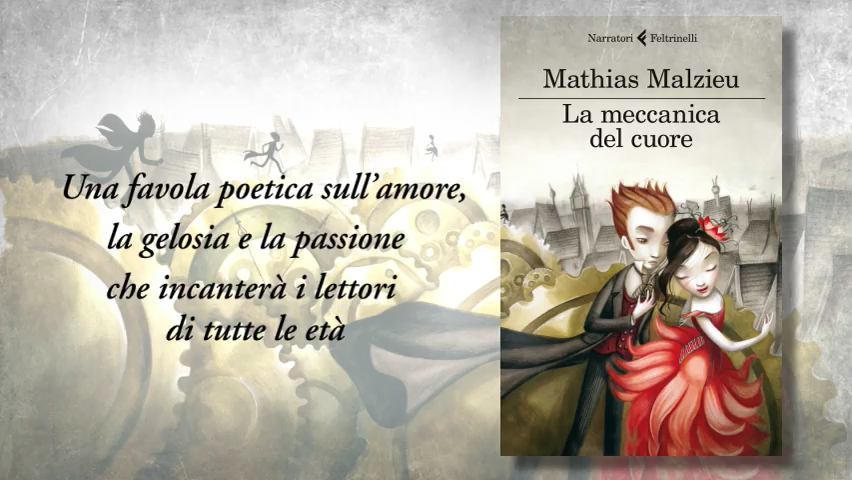 Una favola poetica sull'amore,
la gelosia e la passione
che incanterà i lettori
di tutte le età
Narratori Feltrinelli
Mathias Malzieu
La meccanica
del cuore